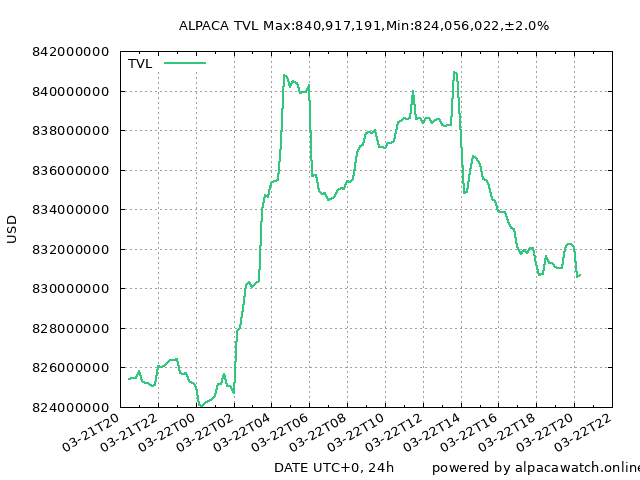 ALPACA TVL Max:840,917,191,Min:824,056,022,±2.0%
TVL
842000000
840000000
838000000
836000000
834000000
832000000
830000000
828000000
826000000
824000000
USD
03-21T20
03-21T22
03-22T00
03-22T02
03-22T04
03-22T06
03-22T08
03-22T10
03-22T12
03-22T14
03-22T16
03-22T18
03-22T20
03-22T22
DATE UTC+0, 24h
powered by alpacawatch.online